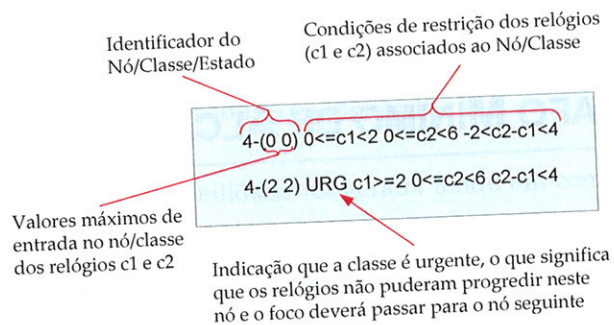 Identificador do
Nó/Classe/Estado
Condições de restrição dos relógios
(c1 e c2) associados ao Nó/Classe
4-(0 0) 0<=c1<2 0<=c2<6 -2<c2-c1<4
4-(2 2) URG c1>=2 0<=c2<6 c2-c1<4
Valores máximos de
entrada no nó/classe
dos relógios c1 e c2
Indicação que a classe é urgente, o que significa
que os relógios não puderam progredir neste
nó e o foco deverá passar para o nó seguinte